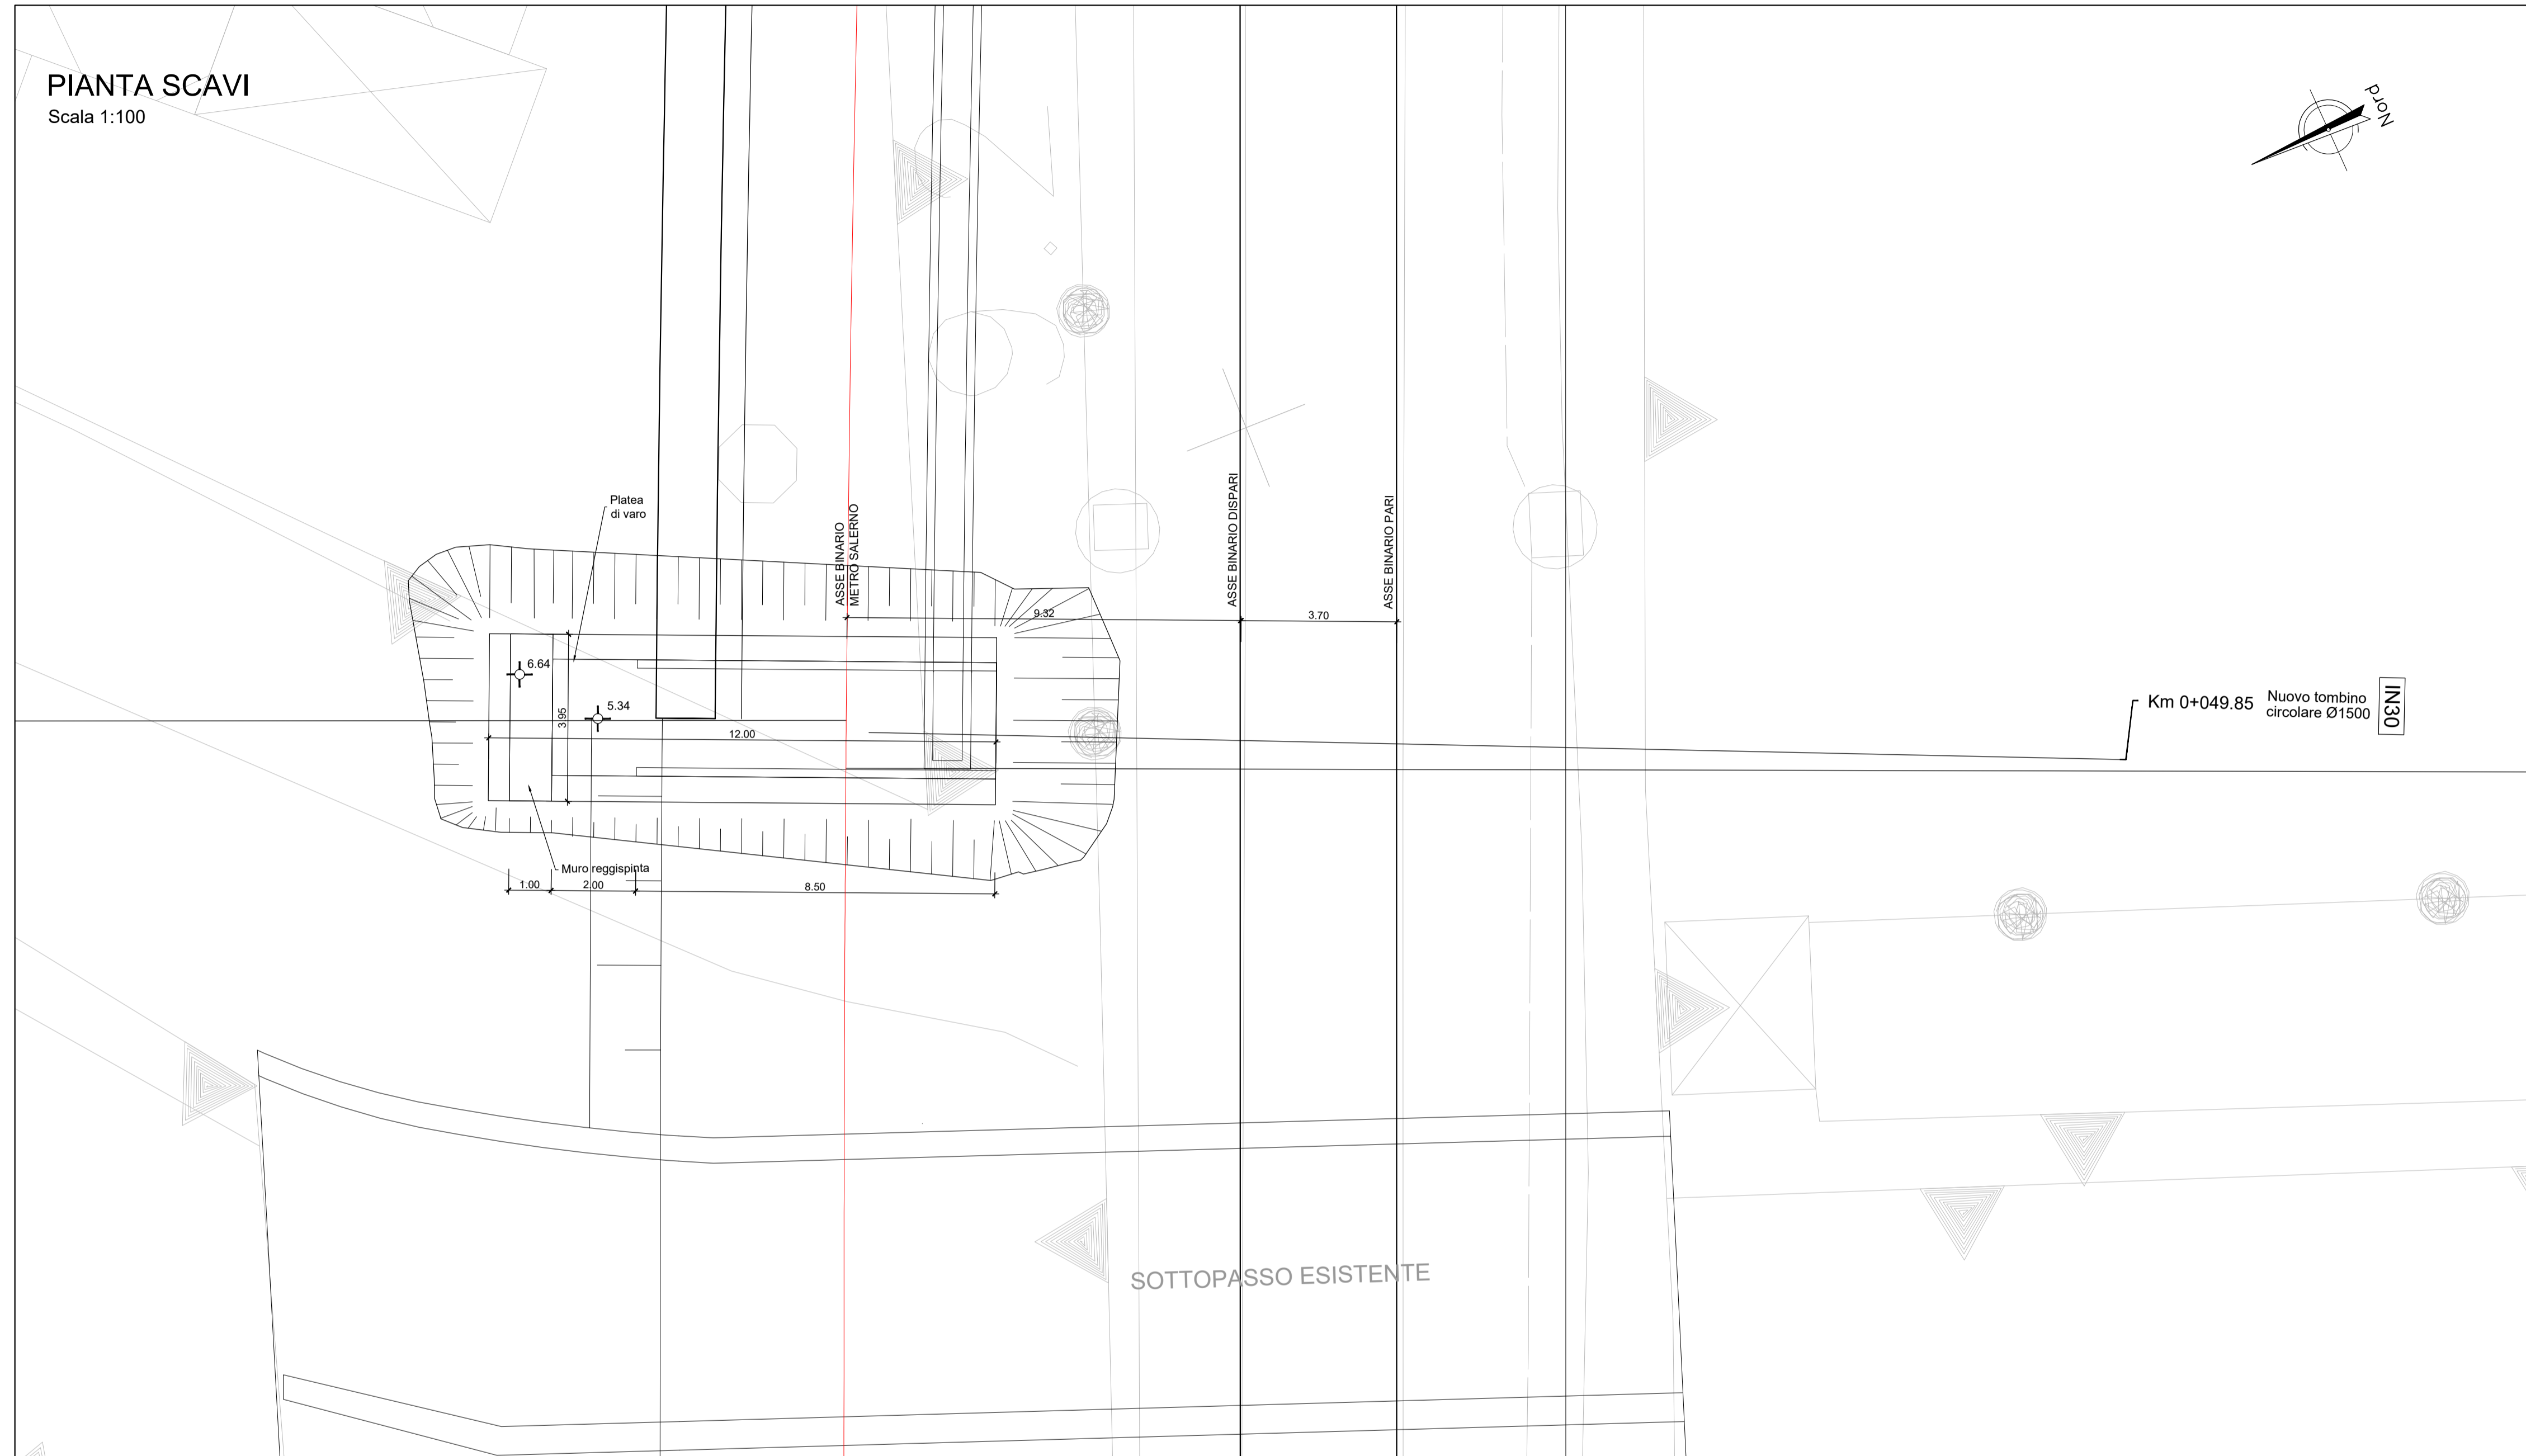 PIANTA SCAVI
Scala 1:100
Nord
Platea
di varo
ASSE BINARIO
METRO SALERNO
ASSE BINARIO DISPARI
ASSE BINARIO PARI
9.32
3.70
6.64
5.34
3.95
12.00
Km 0+049.85
Nuovo tombino
circolare Ø1500
IN30
Muro reggispinta
1.00
2.00
8.50
SOTTOPASSO ESISTENTE